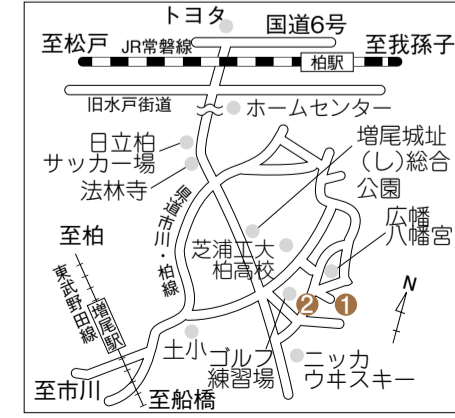 トヨタ
国道6号
至松戸
JR常磐線
至我孫子
柏駅
旧水戸街道
ホームセンター
日立柏
サッカー場
法林寺
増尾城址
(し)総合
公園
県道市川・柏線
広幡
八幡宮
芝浦工大
柏高校
至柏
東武野田線
増尾駅
N
❷
❶
土小
ゴルフ
練習場
ニッカ
ウヰスキー
至市川
至船橋